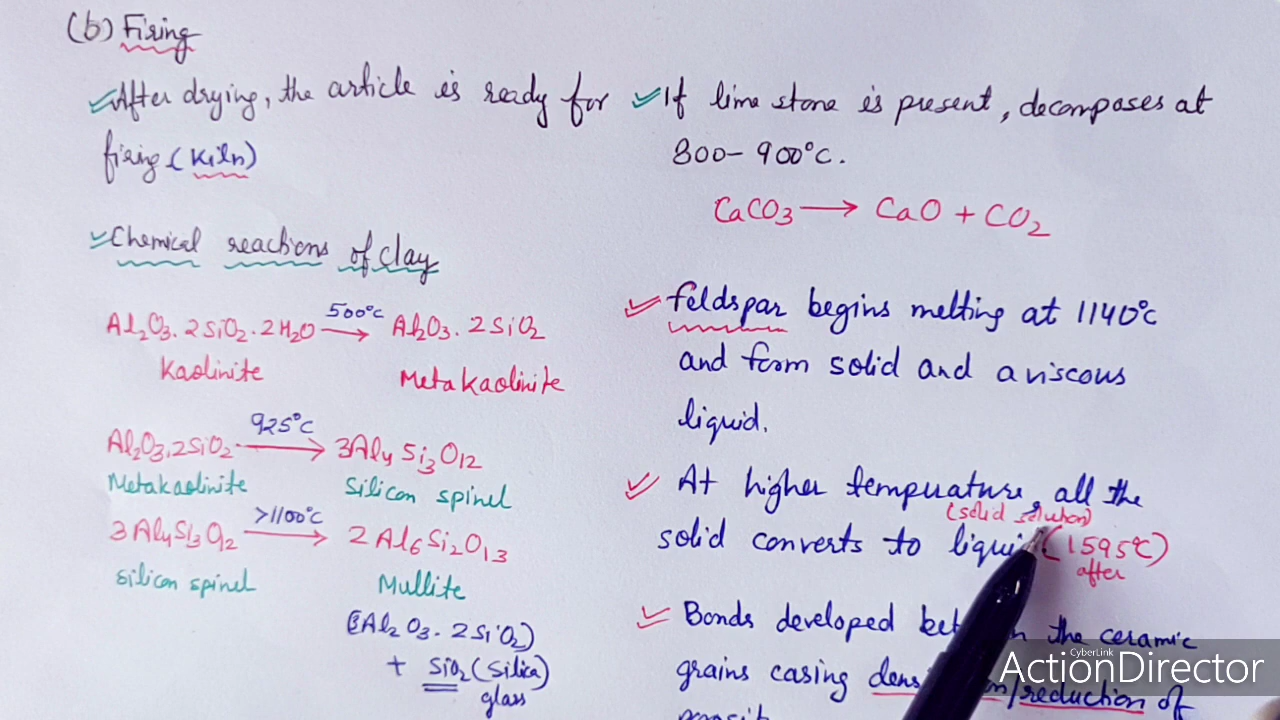 (b) Firing
After drying, the article is ready for
firing (Kiln)
Chemical reactions of clay
Al2O3.2SiO2.2H2O → 500°C Al2O3.2SiO2
Kaolinite Metakaolinite
Al2O3.2SiO2 → 925°C 3Al4Si3O12
Metakaolinite Silicon spinel
3Al4Si3O12 → >1100°C 2Al6Si2O13
Silicon spinel Mullite
(3Al2O3.2SiO2)
+ SiO2 (Silica)
glass
If lime stone is present, decomposes at
800-900°C.
CaCO3 → CaO + CO2
Feldspar begins melting at 1140°C
and form solid and a viscous
liquid.
At higher temperature, all the
(solid solution)
solid converts to (1595°C)
after
Bonds developed the ceramic
grains casing /reduction of
CyberLink
ActionDirector